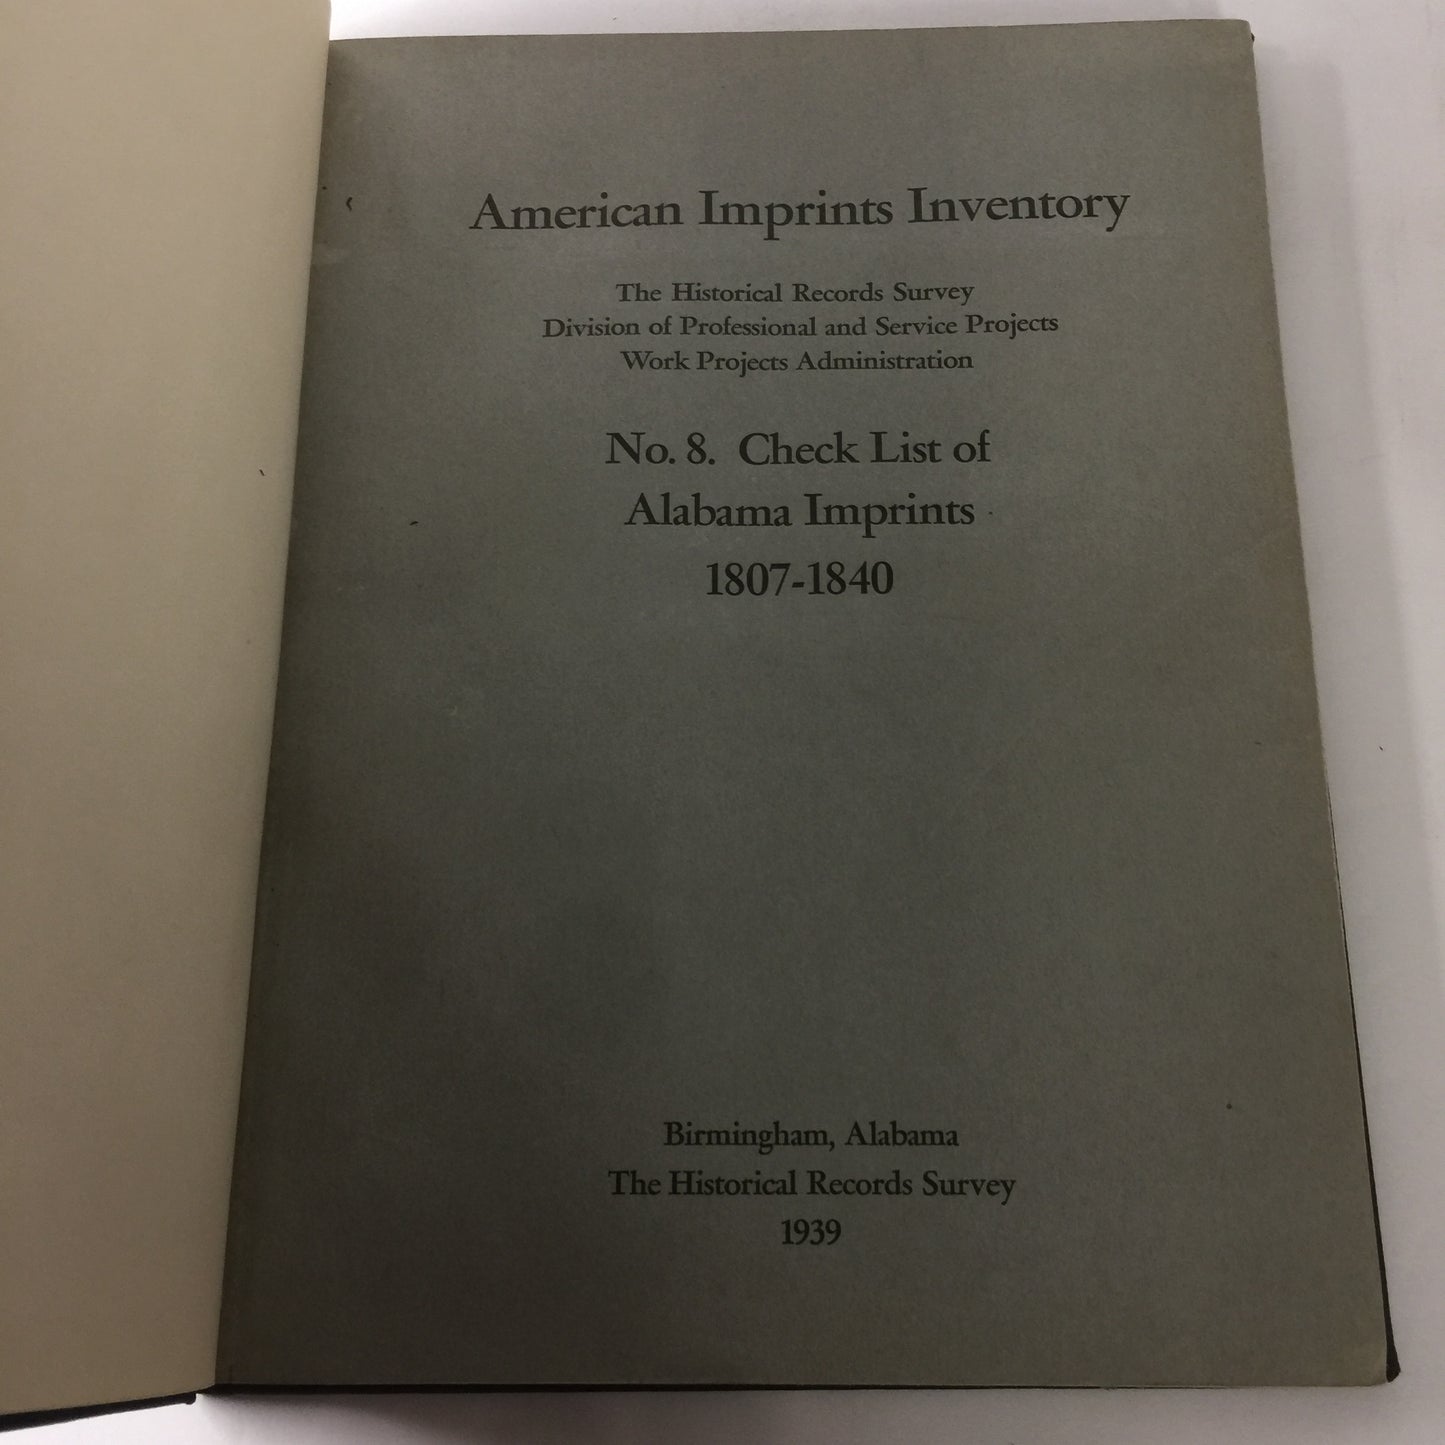 American Imprints Inventory
The Historical Records Survey
Division of Professional and Service Projects
Work Projects Administration
No. 8. Check List of
Alabama Imprints
1807-1840
Birmingham, Alabama
The Historical Records Survey
1939